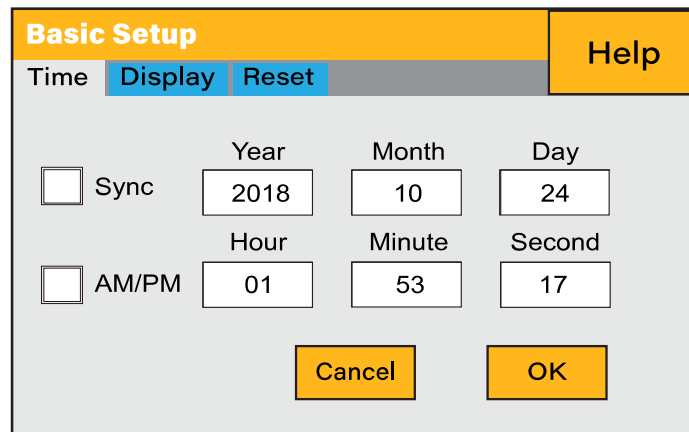 Basic Setup
Help
Time Display Reset
Year Month Day
Sync 2018 10 24
Hour Minute Second
AM/PM 01 53 17
Cancel OK